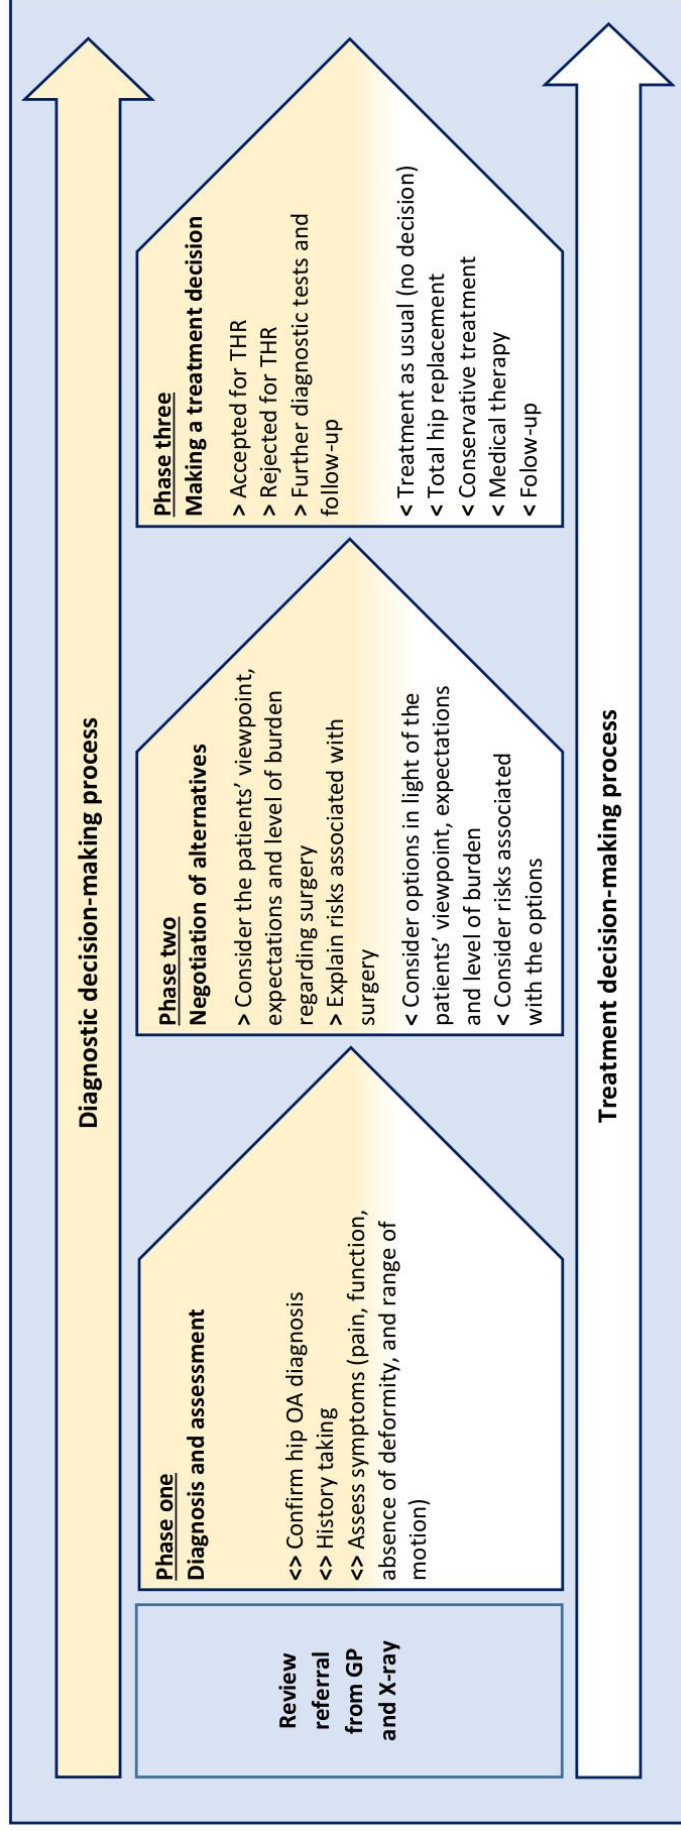 Diagnostic decision-making process
Review
referral
from GP
and X-ray
Phase one
Diagnosis and assessment
<> Confirm hip OA diagnosis
<> History taking
<> Assess symptoms (pain, function,
absence of deformity, and range of
motion)
Phase two
Negotiation of alternatives
> Consider the patients' viewpoint,
expectations and level of burden
regarding surgery
> Explain risks associated with
surgery
< Consider options in light of the
patients' viewpoint, expectations
and level of burden
< Consider risks associated
with the options
Phase three
Making a treatment decision
> Accepted for THR
> Rejected for THR
> Further diagnostic tests and
follow-up
< Treatment as usual (no decision)
< Total hip replacement
< Conservative treatment
< Medical therapy
< Folow-up
Treatment decision-making process